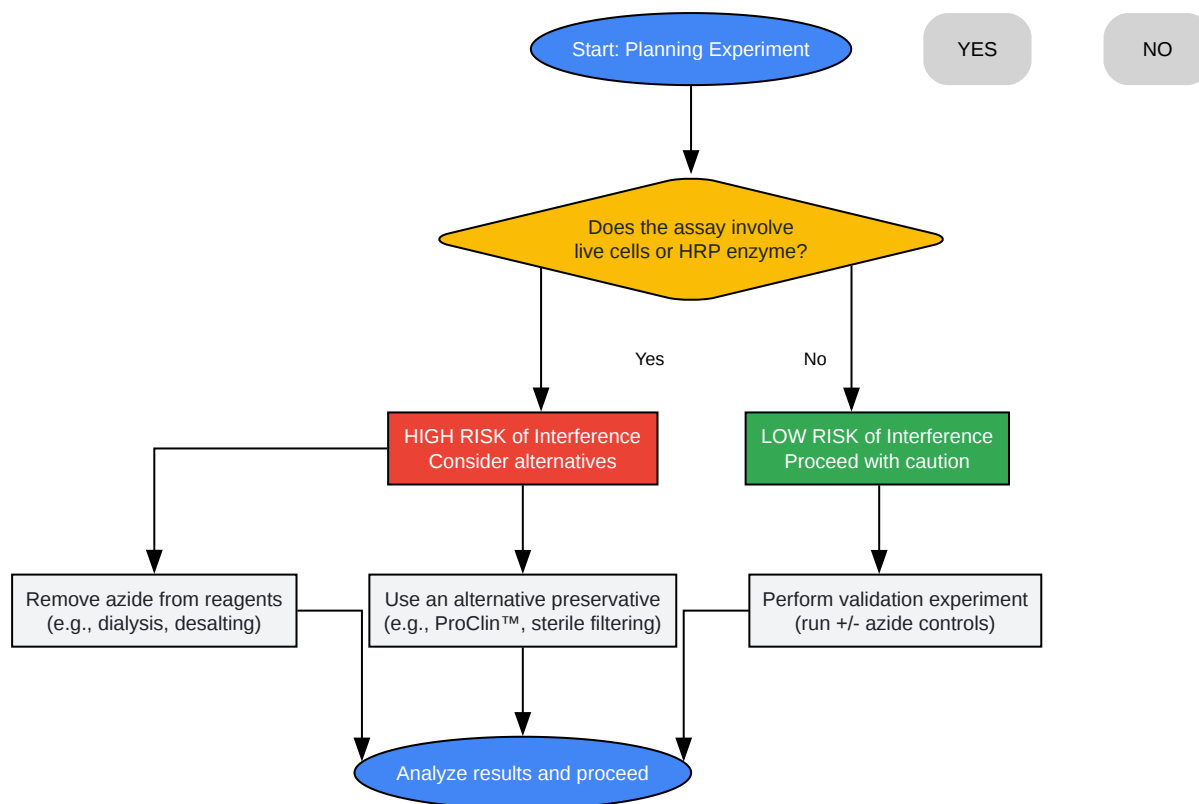 Start: Planning Experiment
YES
NO
Does the assay involve
live cells or HRP enzyme?
Yes
No
HIGH RISK of Interference
Consider alternatives
LOW RISK of Interference
Proceed with caution
Remove azide from reagents
(e.g., dialysis, desalting)
Use an alternative preservative
(e.g., ProClin™, sterile filtering)
Perform validation experiment
(run +/- azide controls)
Analyze results and proceed